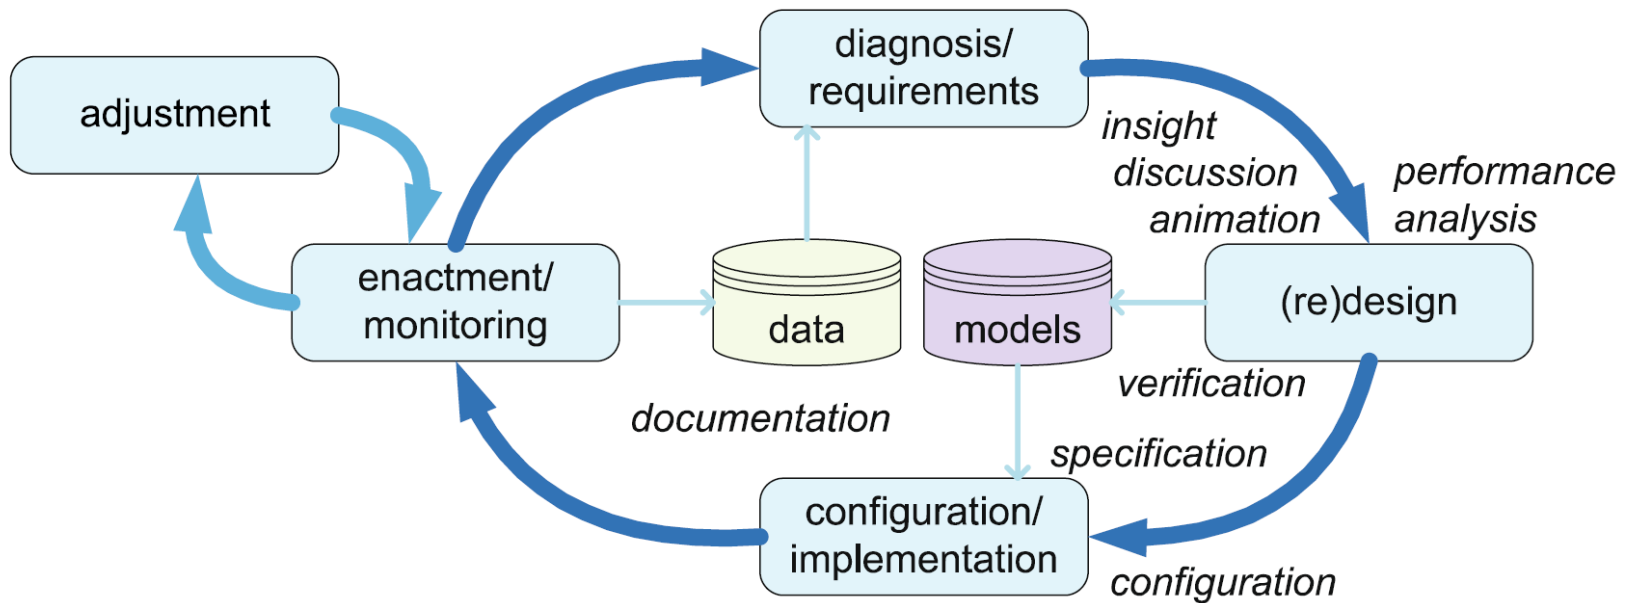 diagnosis/
requirements
adjustment
insight
discussion
animation
performance
analysis
enactment/
monitoring
data
models
(re)design
verification
documentation
specification
configuration/
implementation
configuration